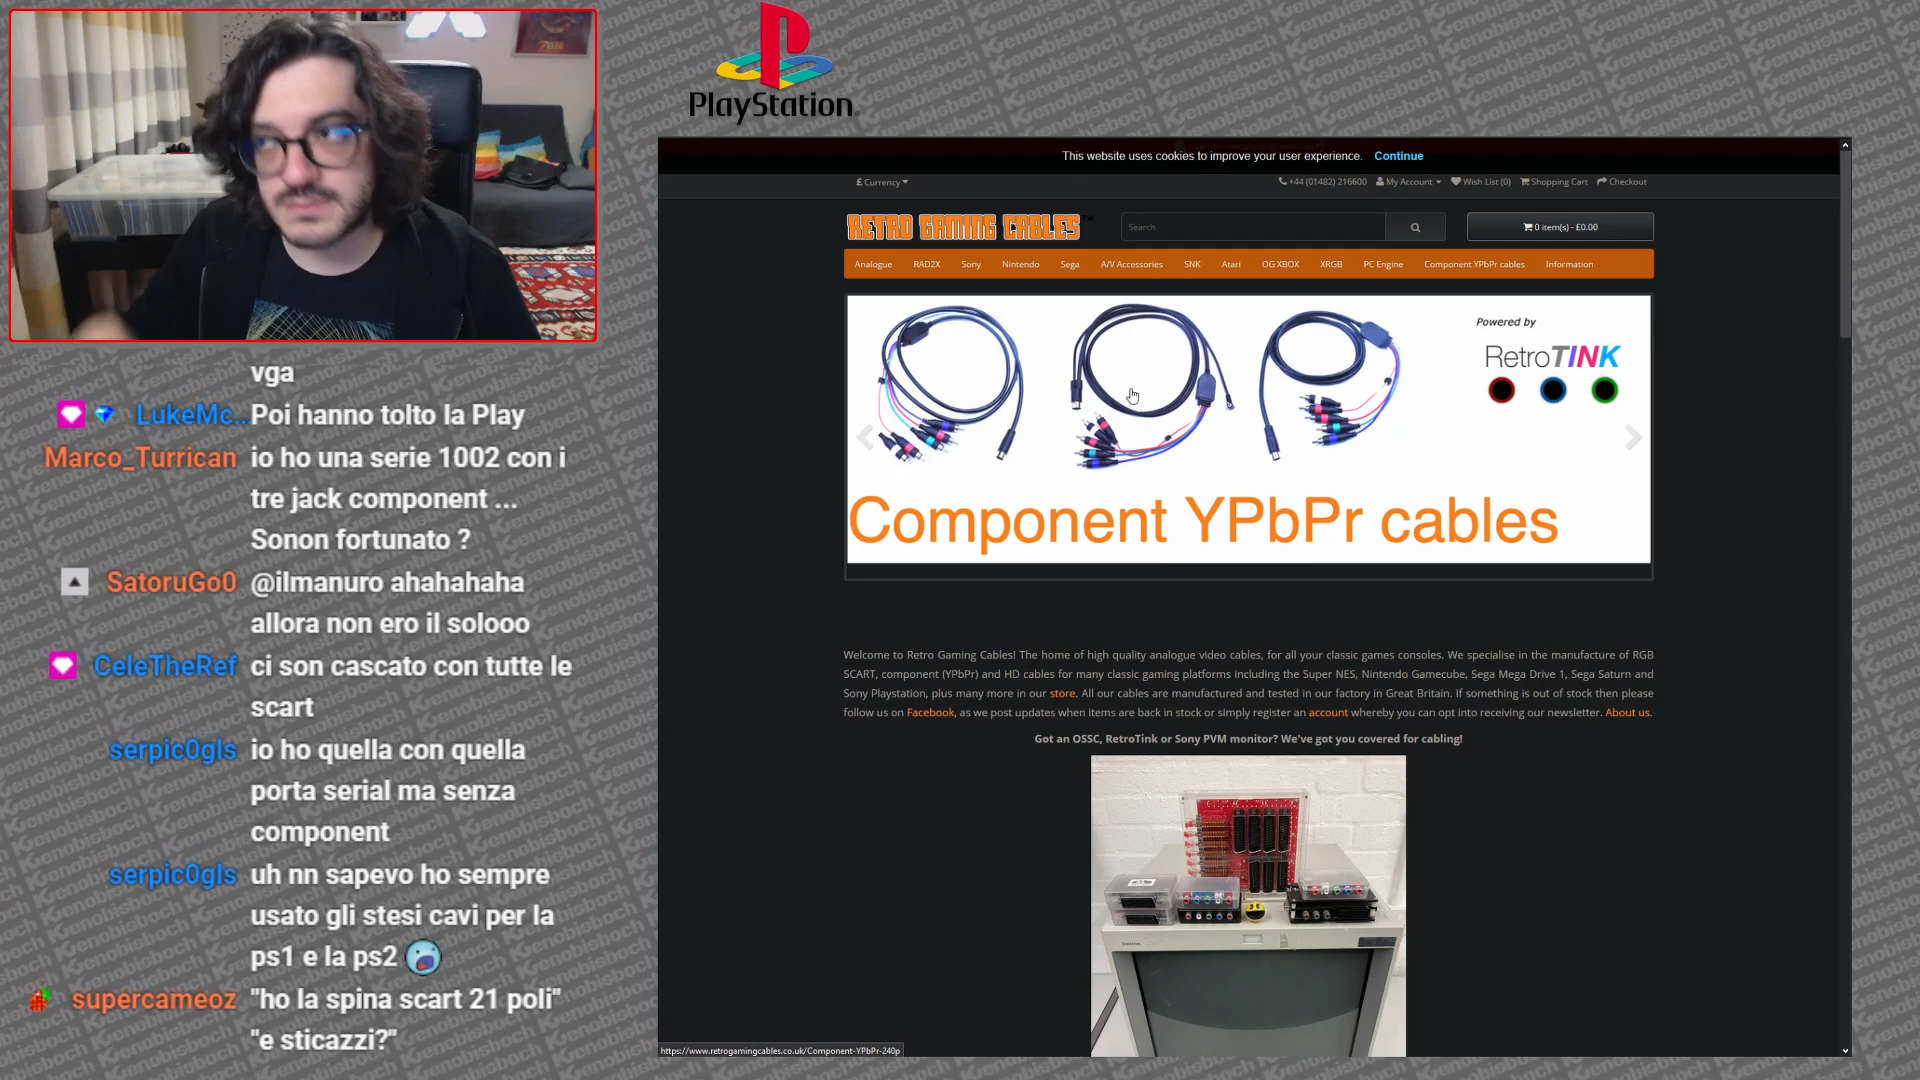 PlayStation
vga
LukeMc... Poi hanno tolto la Play
Marco_Turrican io ho una serie 1002 con i
tre jack component ...
Sonon fortunato ?
SatoruGo0 @ilmanuro ahahahaha
allora non ero il solooo
CeleTheRef ci son cascato con tutte le
scart
serpic0gls io ho quella con quella
porta serial ma senza
component
serpic0gls uh nn sapevo ho sempre
usato gli stesi cavi per la
ps1 e la ps2
supercameoz "ho la spina scart 21 poli"
"e sticazzi?"
This website uses cookies to improve your user experience. Continue
£ Currency
+44 (01482) 216600 My Account Wish List (0) Shopping Cart Checkout
RETRO GAMING CABLES™
Search
0 item(s) - £0.00
Analogue RAD2X Sony Nintendo Sega A/V Accessories SNK Atari OG XBOX XRGB PC Engine Component YPbPr cables Information
Powered by
RetroTINK
Component YPbPr cables
Welcome to Retro Gaming Cables! The home of high quality analogue video cables, for all your classic games consoles. We specialise in the manufacture of RGB
SCART, component (YPbPr) and HD cables for many classic gaming platforms including the Super NES, Nintendo Gamecube, Sega Mega Drive 1, Sega Saturn and
Sony Playstation, plus many more in our store. All our cables are manufactured and tested in our factory in Great Britain. If something is out of stock then please
follow us on Facebook, as we post updates when items are back in stock or simply register an account whereby you can opt into receiving our newsletter. About us.
Got an OSSC, RetroTink or Sony PVM monitor? We've got you covered for cabling!
https://www.retrogamingcables.co.uk/Component-YPbPr-240p
Kenobisboch